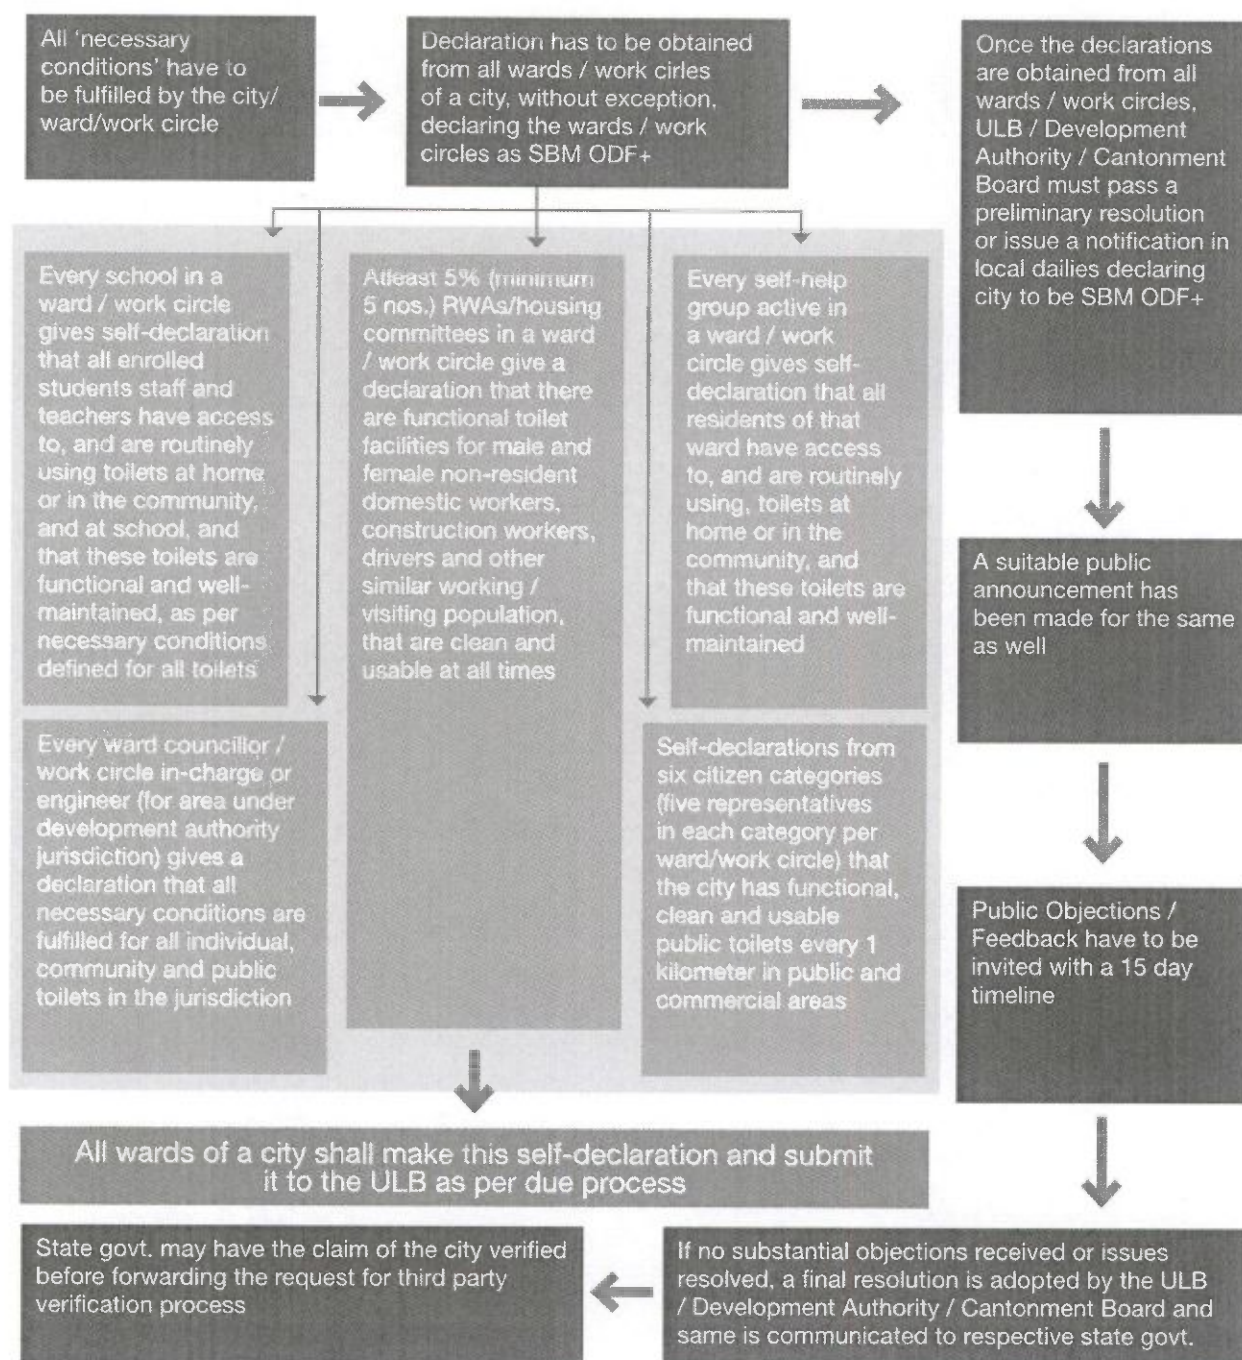 All 'necessary
conditions' have to
be fulfilled by the city/
ward/work circle
Declaration has to be obtained
from all wards / work cirles
of a city, without exception,
declaring the wards / work
circles as SBM ODF+
Once the declarations
are obtained from all
wards / work circles,
ULB / Development
Authority / Cantonment
Board must pass a
preliminary resolution
or issue a notification in
local dailies declaring
city to be SBM ODF+
Every school in a
ward / work circle
gives self-declaration
that all enrolled
students staff and
teachers have access
to, and are routinely
using toilets at home
or in the community,
and at school, and
that these toilets are
functional and well-
maintained, as per
necessary conditions
defined for all toilets
Atleast 5% (minimum
5 nos.) RWAs/housing
committees in a ward
/ work circle give a
declaration that there
are functional toilet
facilities for male and
female non-resident
domestic workers,
construction workers,
drivers and other
similar working /
visiting population,
that are clean and
usable at all times
Every self-help
group active in
a ward / work
circle gives self-
declaration that all
residents of that
ward have access
to, and are routinely
using, toilets at
home or in the
community, and
that these toilets are
functional and well-
maintained
A suitable public
announcement has
been made for the same
as well
Every ward councillor /
work circle in-charge or
engineer (for area under
development authority
jurisdiction) gives a
declaration that all
necessary conditions are
fulfilled for all individual,
community and public
toilets in the jurisdiction
Self-declarations from
six citizen categories
(five representatives
in each category per
ward/work circle) that
the city has functional,
clean and usable
public toilets every 1
kilometer in public and
commercial areas
Public Objections /
Feedback have to be
invited with a 15 day
timeline
All wards of a city shall make this self-declaration and submit
it to the ULB as per due process
State govt. may have the claim of the city verified
before forwarding the request for third party
verification process
If no substantial objections received or issues
resolved, a final resolution is adopted by the ULB
/ Development Authority / Cantonment Board and
same is communicated to respective state govt.